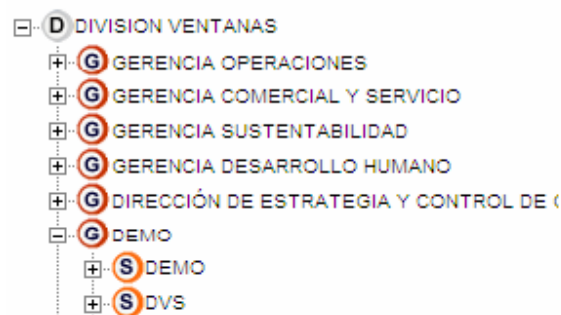 D DIVISION VENTANAS
G GERENCIA OPERACIONES
G GERENCIA COMERCIAL Y SERVICIO
G GERENCIA SUSTENTABILIDAD
G GERENCIA DESARROLLO HUMANO
G DIRECCIÓN DE ESTRATEGIA Y CONTROL DE
G DEMO
S DEMO
S DVS